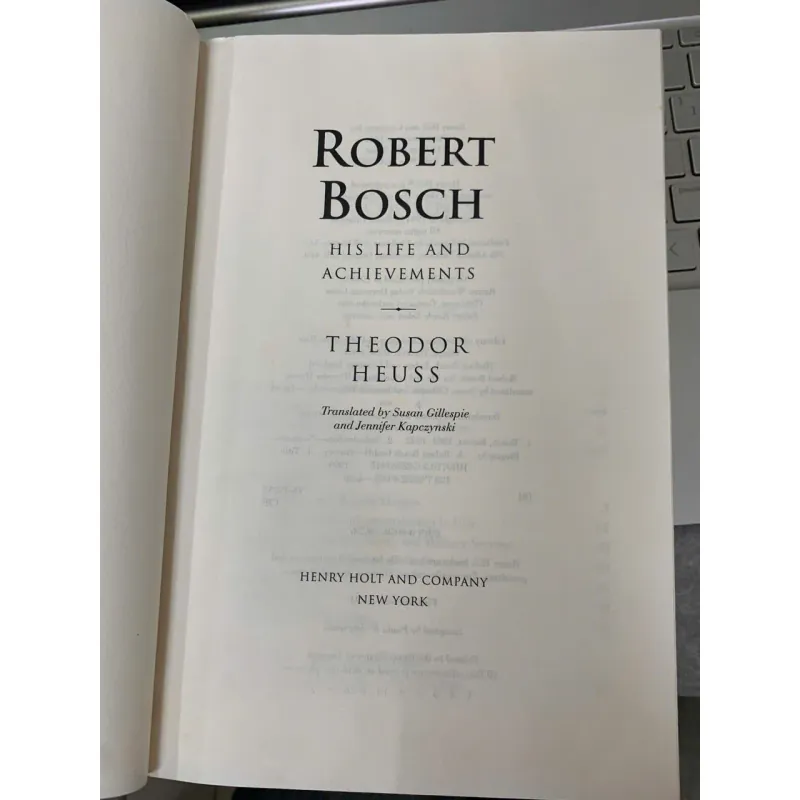 ROBERT
BOSCH
HIS LIFE AND
ACHIEVEMENTS
THEODOR
HEUSS
Translated by Susan Gillespie
and Jennifer Kapczynski
HENRY HOLT AND COMPANY
NEW YORK